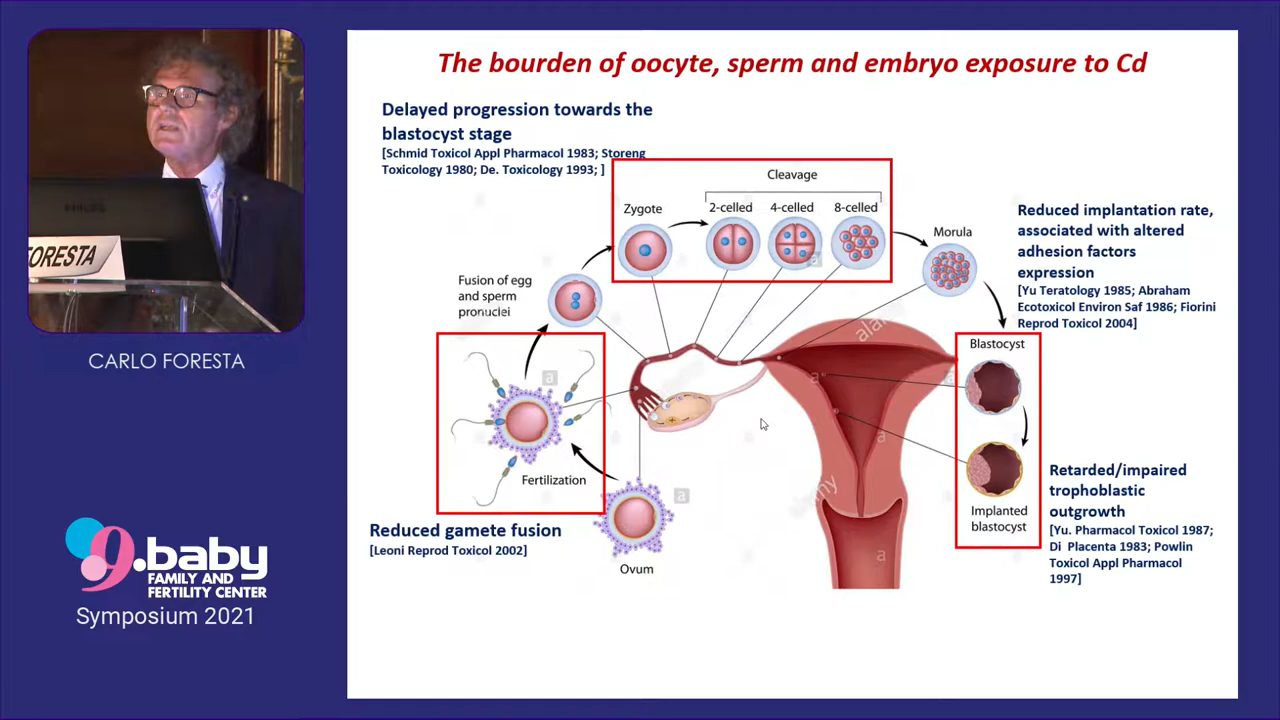 The bourden of oocyte, sperm and embryo exposure to Cd
Delayed progression towards the
blastocyst stage
[Schmid Toxicol Appl Pharmacol 1983; Storeng
Toxicology 1980; De. Toxicology 1993; ]
Cleavage
Zygote
2-celled
4-celled
8-celled
Morula
Fusion of egg
and sperm
pronuclei
Reduced implantation rate,
associated with altered
adhesion factors
expression
[Yu Teratology 1985; Abraham
Ecotoxicol Environ Saf 1986; Fiorini
Reprod Toxicol 2004]
Blastocyst
Implanted
blastocyst
Fertilization
Ovum
Reduced gamete fusion
[Leoni Reprod Toxicol 2002]
Retarded/impaired
trophoblastic
outgrowth
[Yu. Pharmacol Toxicol 1987;
Di Placenta 1983; Powlin
Toxicol Appl Pharmacol
1997]
a
a
a
a
a
a
FORESTA
CARLO FORESTA
9.baby
FAMILY AND
FERTILITY CENTER
Symposium 2021